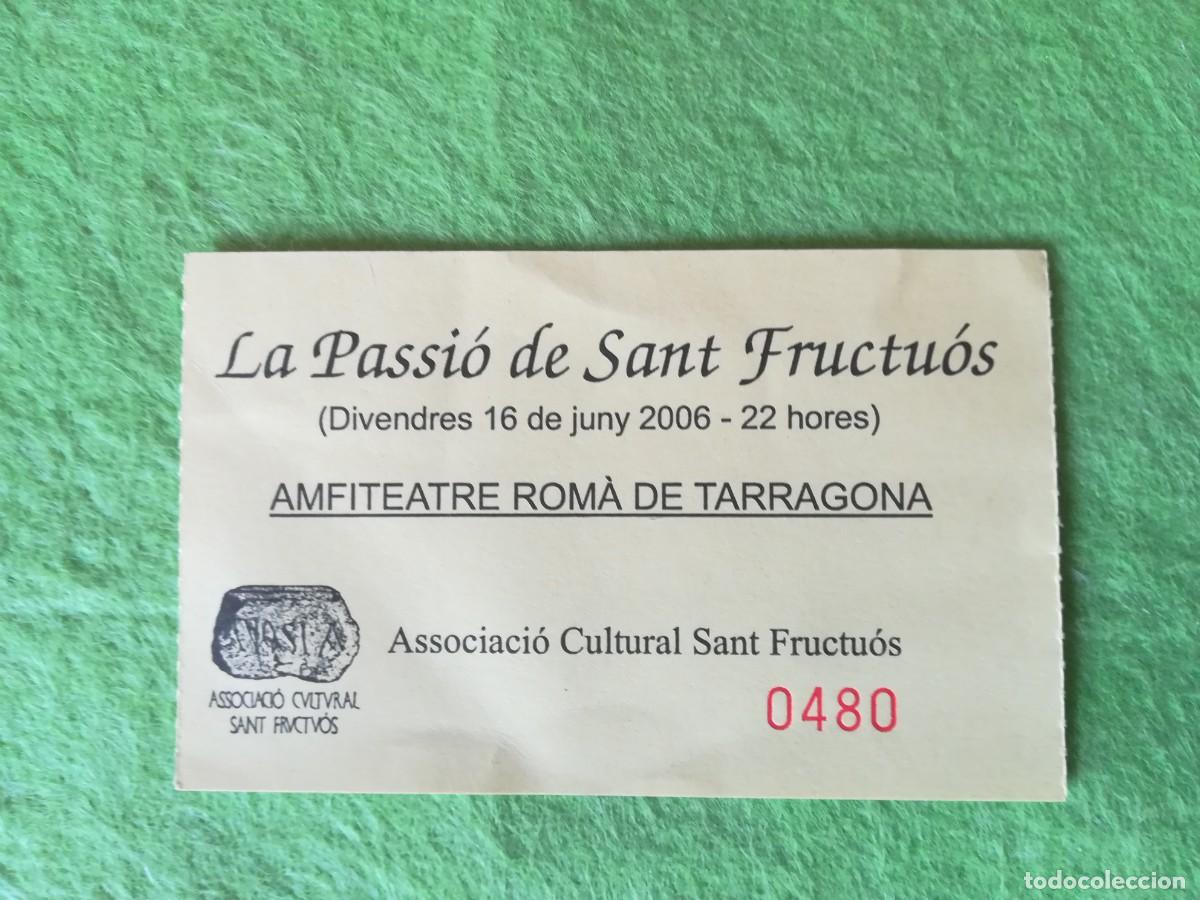 La Passió de Sant Fructuós
(Divendres 16 de juny 2006 - 22 hores)
AMFITEATRE ROMÀ DE TARRAGONA
Associació Cultural Sant Fructuós
ASSOCIACIÓ CVLTVRAL
SANT FRVCTVÓS
0480
todocoleccion